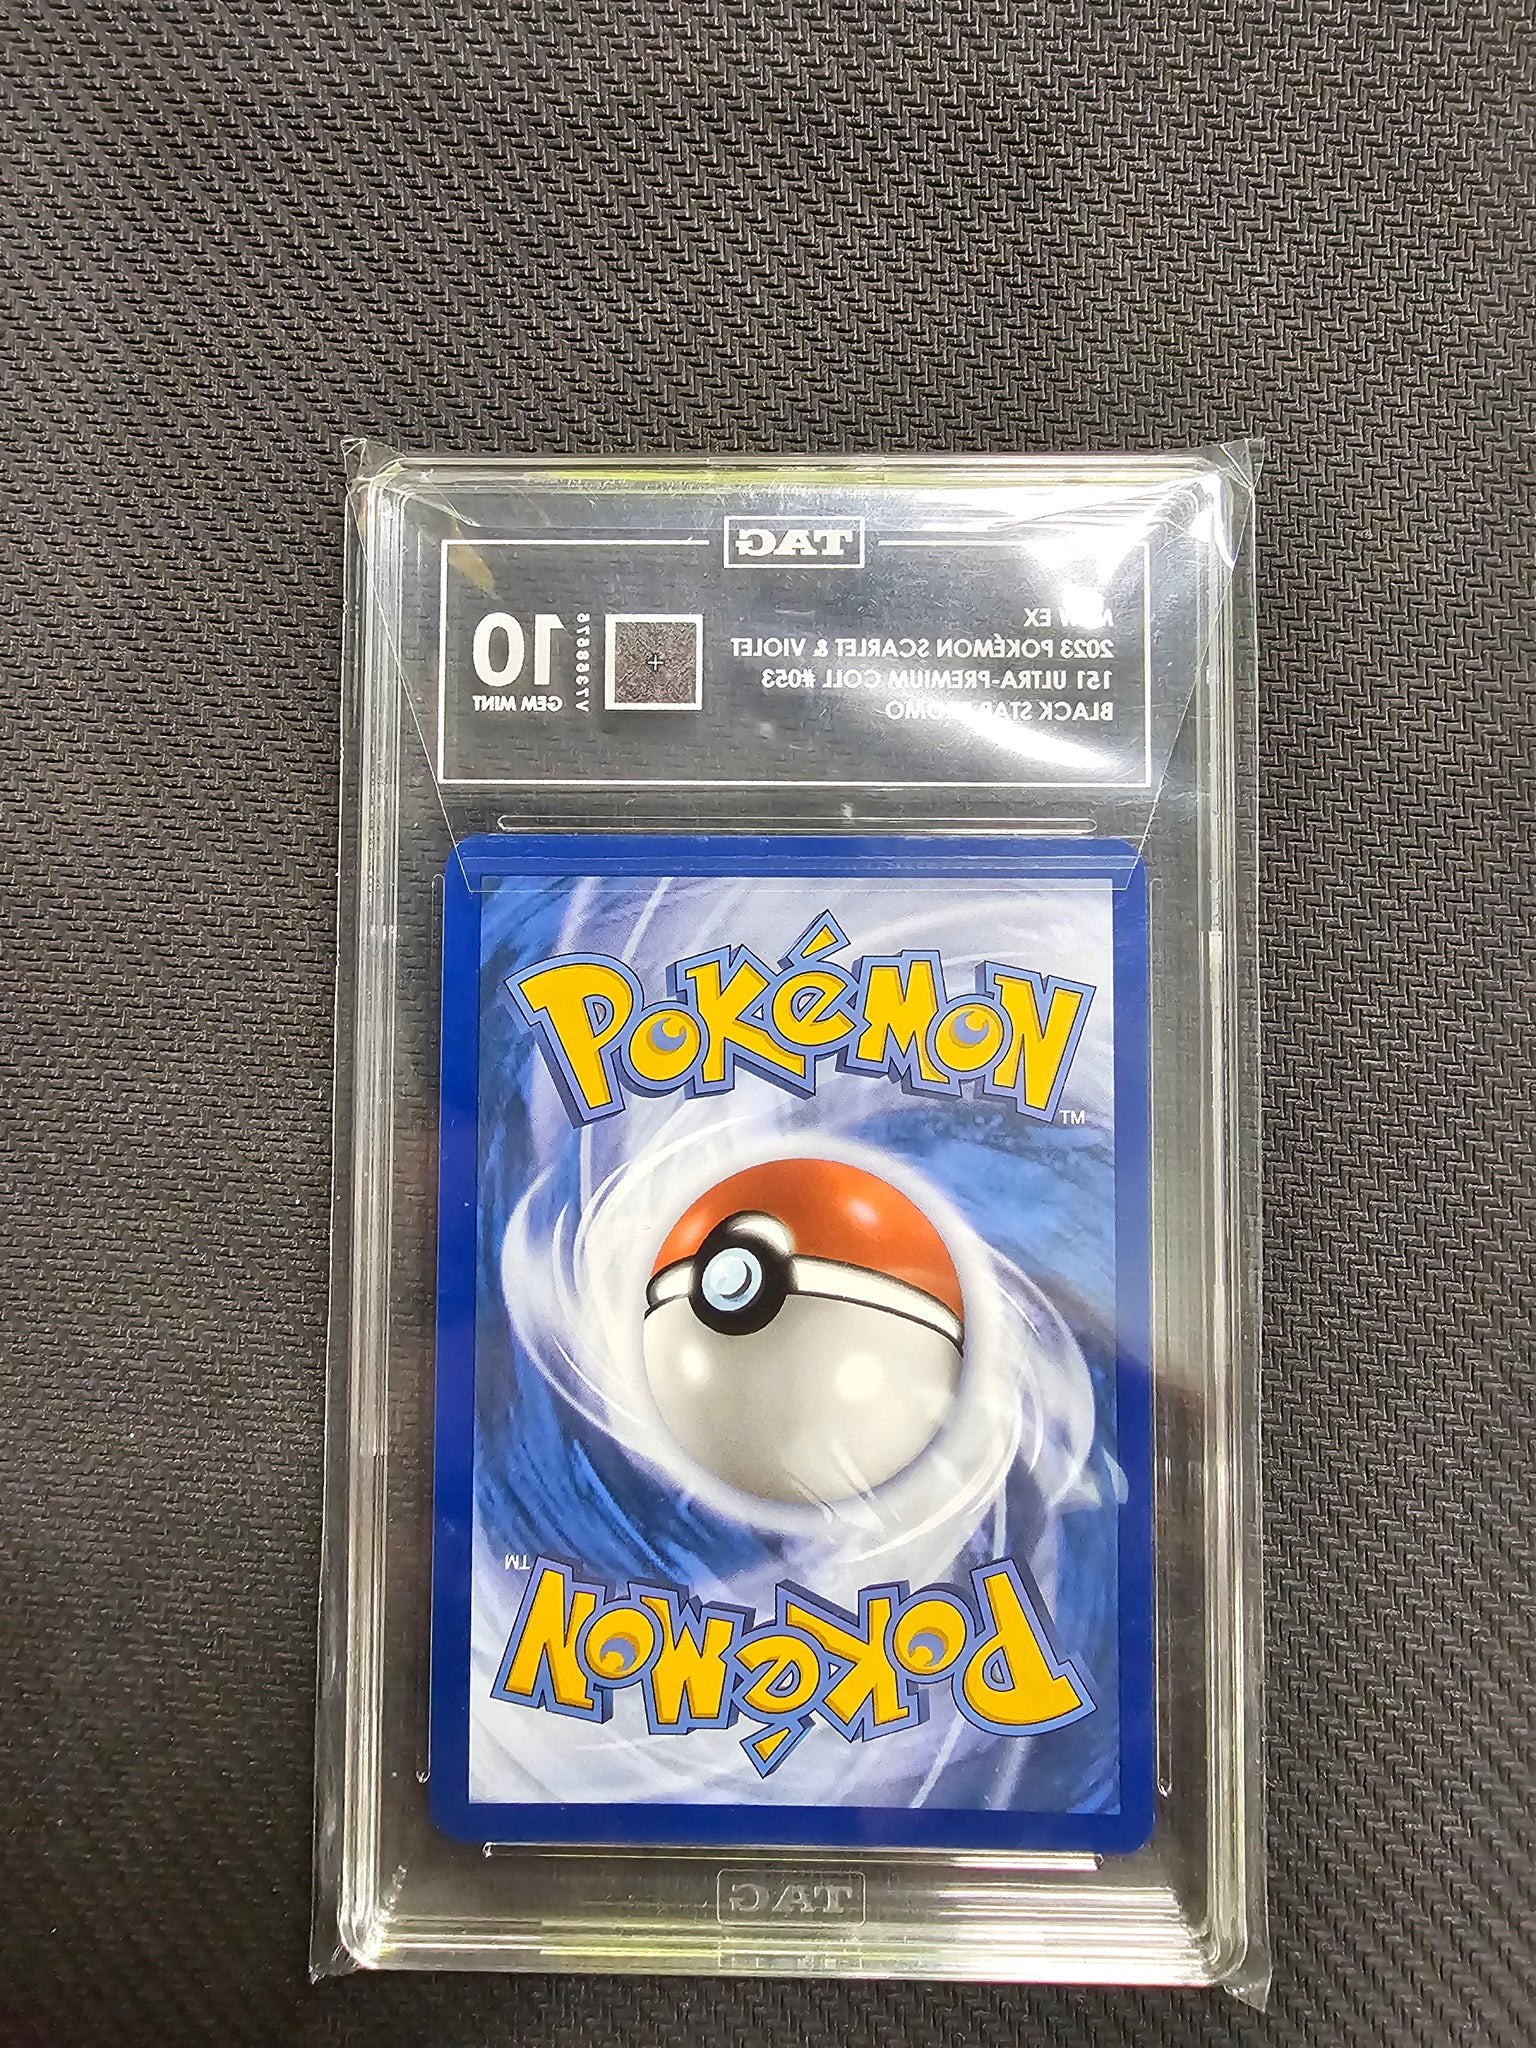 TAG
EX
2023 POKÉMON SCARLET & VIOLET
151 ULTRA-PREMIUM COLL #053
BLACK STAR PROMO
10
GEM MINT
POKÉMON
TM
TM
POKÉMON
TAG